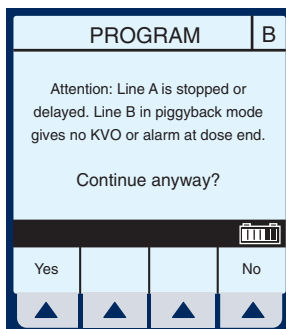 PROGRAM B
Attention: Line A is stopped or
delayed. Line B in piggyback mode
gives no KVO or alarm at dose end.
Continue anyway?
Yes No